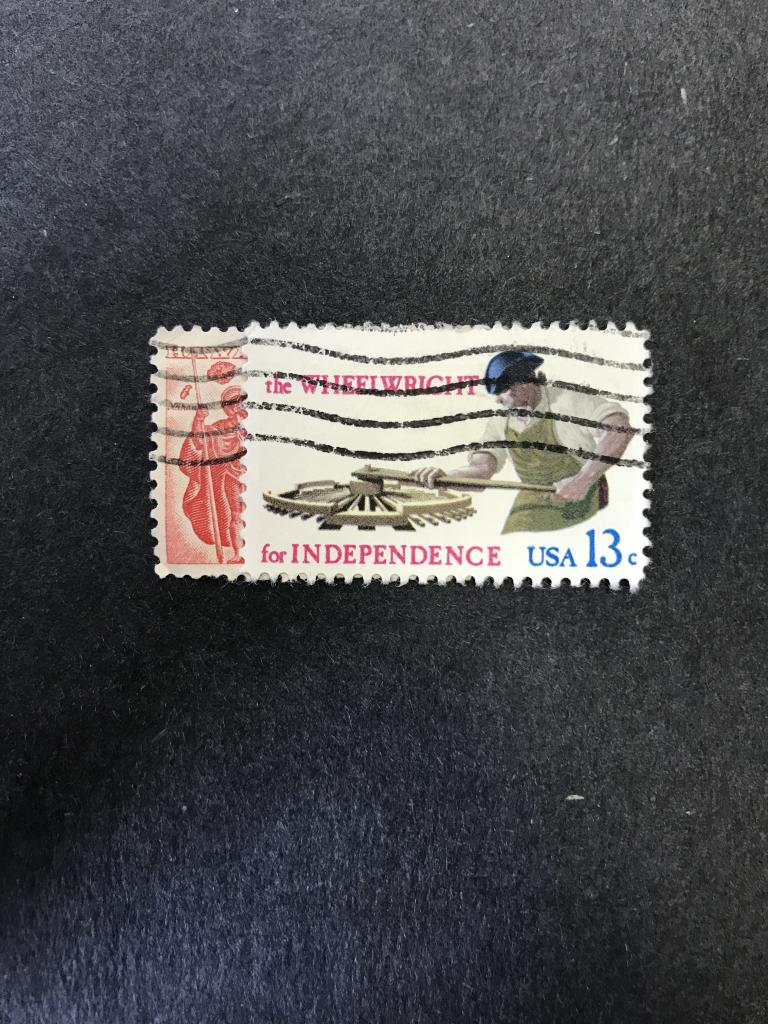 the WHEELWRIGHT
for INDEPENDENCE
USA 13c